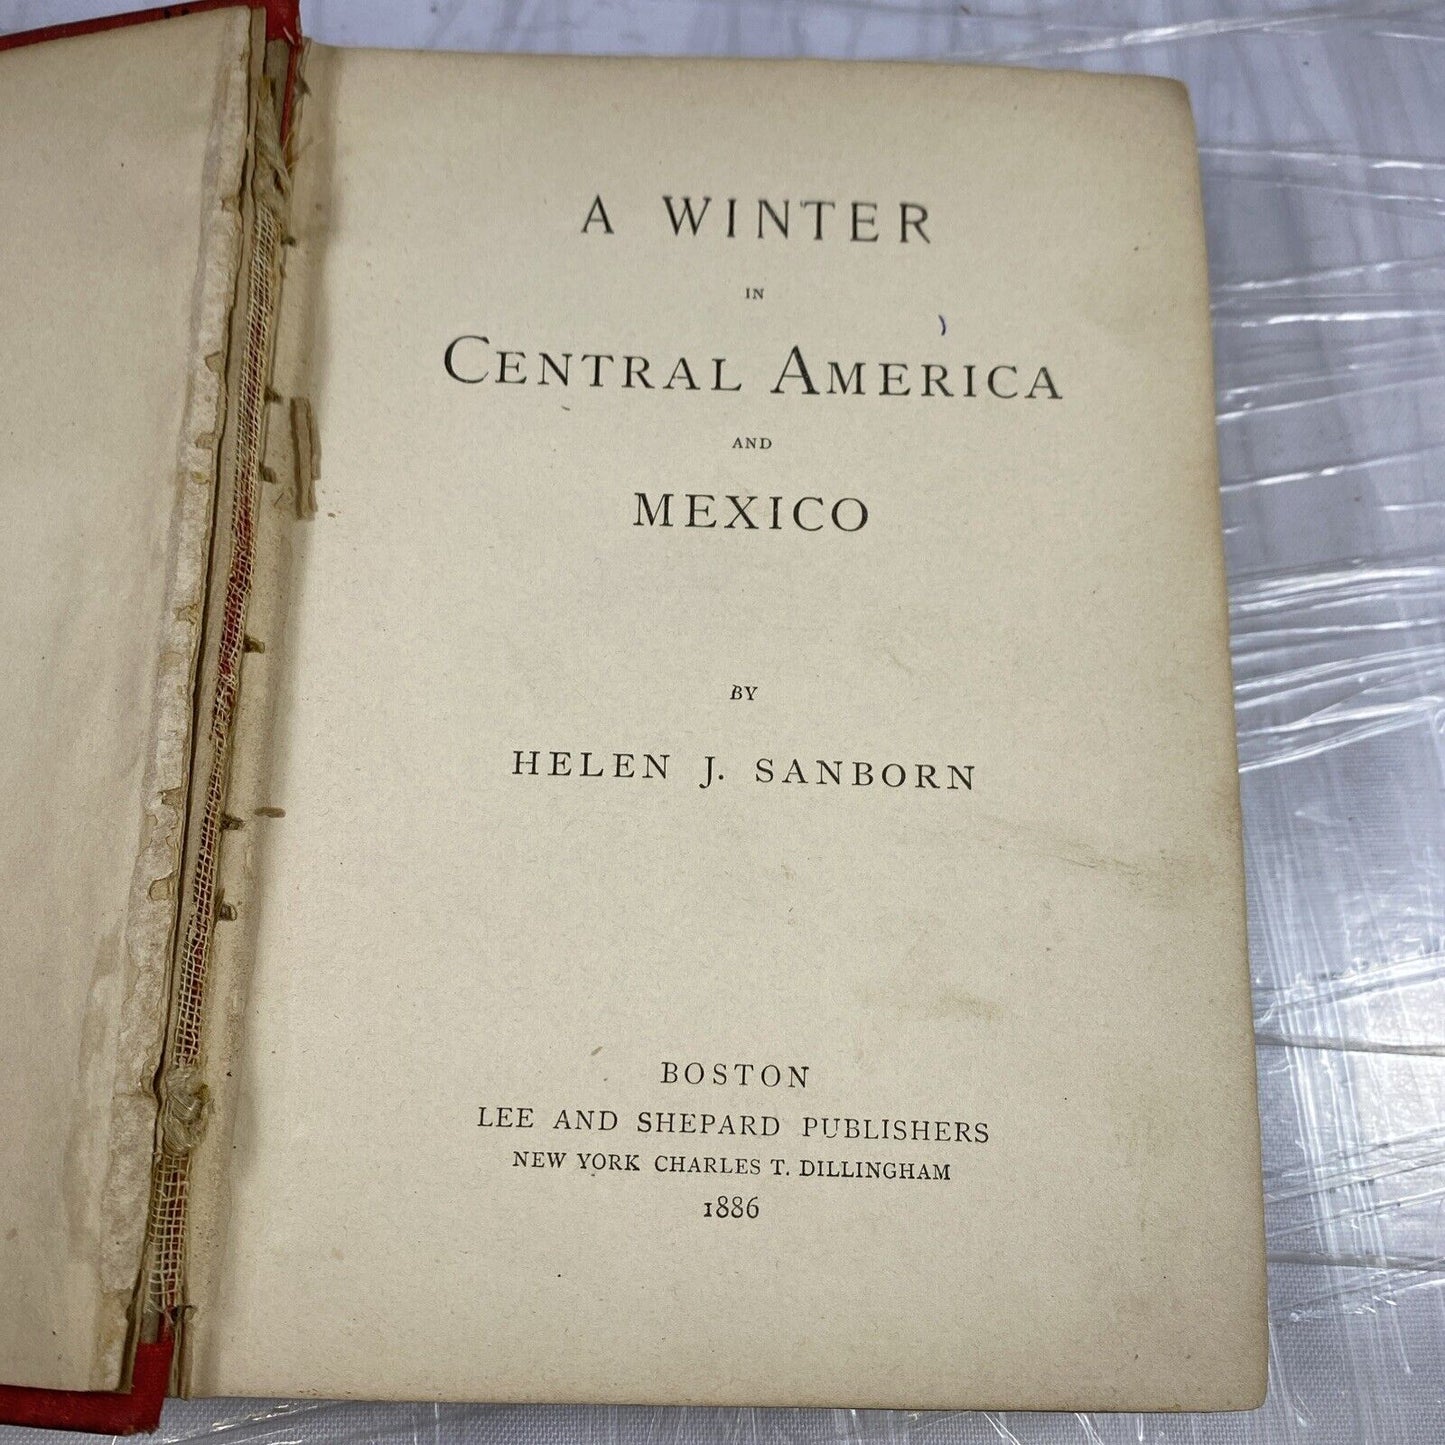 A WINTER
IN
CENTRAL AMERICA
AND
MEXICO
BY
HELEN J. SANBORN
BOSTON
LEE AND SHEPARD PUBLISHERS
NEW YORK CHARLES T. DILLINGHAM
1886